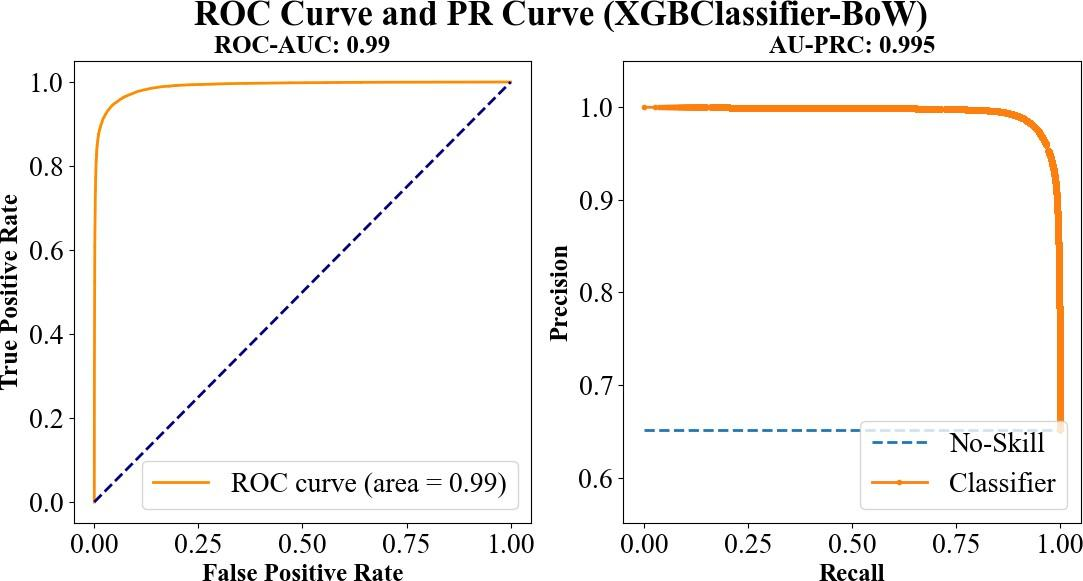 ROC Curve and PR Curve (XGBClassifier-BoW)
ROC-AUC: 0.99
True Positive Rate
1.0
0.8
0.6
0.4
0.2
0.0
ROC curve (area = 0.99)
0.00 0.25 0.50 0.75 1.00
False Positive Rate
AU-PRC: 0.995
Precision
1.0
0.9
0.8
0.7
0.6
No-Skill
Classifier
0.00 0.25 0.50 0.75 1.00
Recall